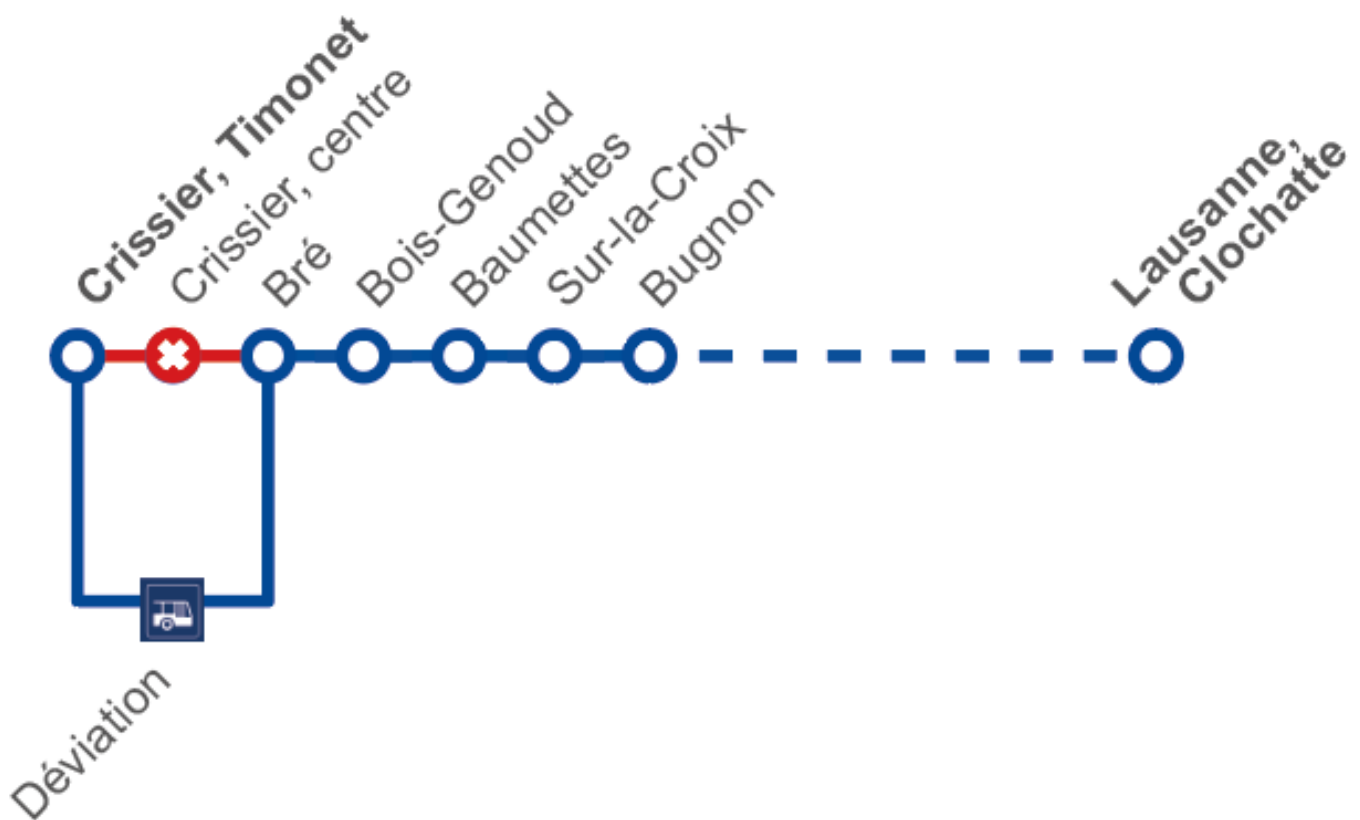 Crissier, Timonet
Crissier, centre
Bré
Bois-Genoud
Baumettes
Sur-la-Croix
Bugnon
Lausanne,
Clochatte
Déviation